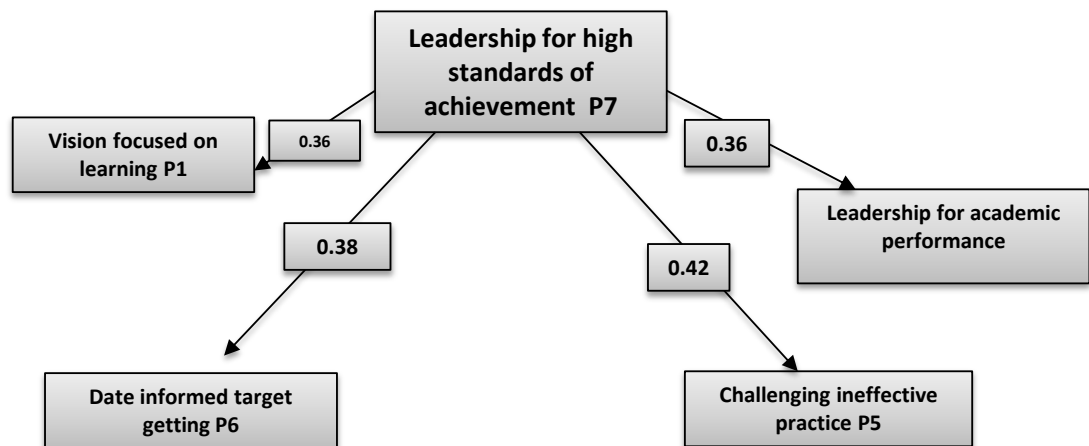 Leadership for high
standards of
achievement P7
Vision focused on
learning P1
0.36
0.36
Leadership for academic
performance
0.38
0.42
Date informed target
getting P6
Challenging ineffective
practice P5